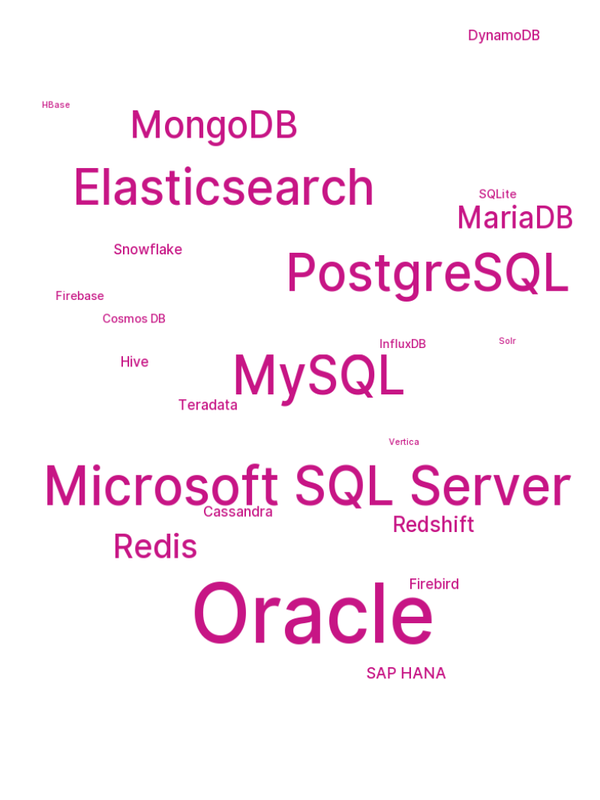 DynamoDB
HBase
MongoDB
Elasticsearch
SQLite
MariaDB
Snowflake
PostgreSQL
Firebase
Cosmos DB
Solr
InfluxDB
Hive
MySQL
Teradata
Vertica
Microsoft SQL Server
Cassandra
Redshift
Redis
Firebird
Oracle
SAP HANA